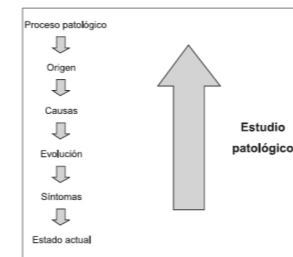 Proceso patológico
Origen
Causas
Evolución
Síntomas
Estado actual
Estudio
patológico